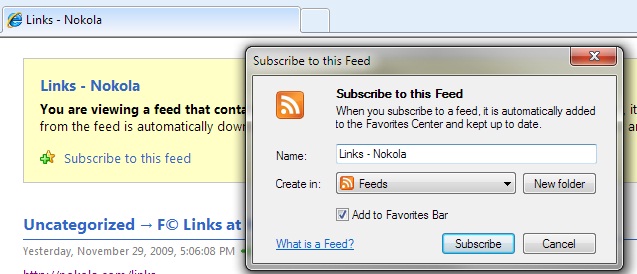 Links - Nokola
Links - Nokola
You are viewing a feed that
from the feed is automatically
Subscribe to this feed
Uncategorized → F© Links at
Yesterday, November 29, 2009, 5:06:08 PM
http://nokola.com/links
Subscribe to this Feed
Subscribe to this Feed
When you subscribe to a feed, it is automatically added
to the Favorites Center and kept up to date.
Name: Links - Nokola
Create in: Feeds New folder
Add to Favorites Bar
What is a Feed? Subscribe Cancel